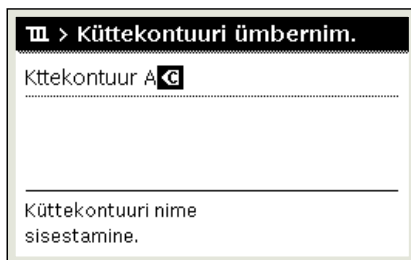 > Küttekontuuri ümbernim.
Kttekontuur A C
Küttekontuuri nime
sisestamine.